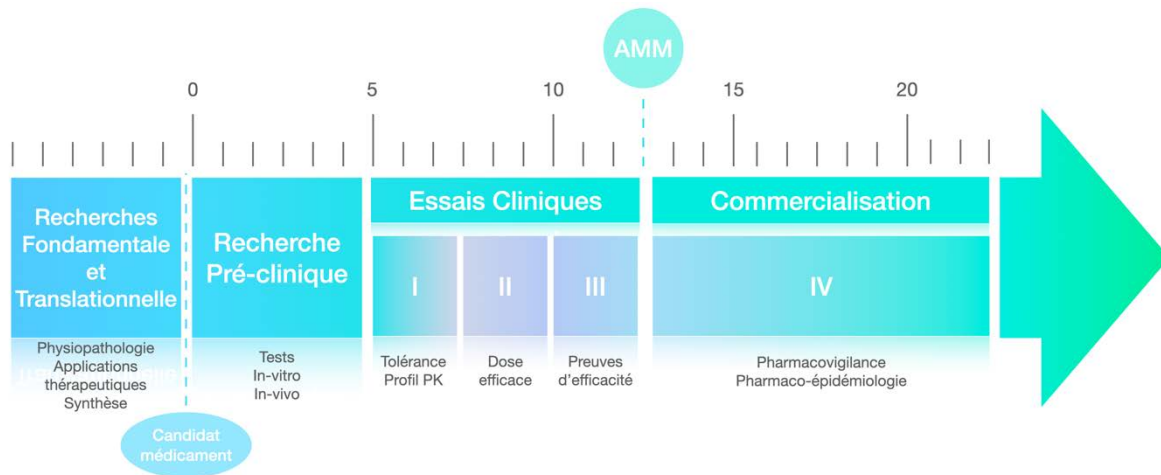 AMM
0
5
10
15
20
Recherches
Fondamentale
et
Translationnelle
Recherche
Pré-clinique
Essais Cliniques
Commercialisation
I
II
III
IV
Physiopathologie
Applications
thérapeutiques
Synthèse
Tests
In-vitro
In-vivo
Tolérance
Profil PK
Dose
efficace
Preuves
d'efficacité
Pharmacovigilance
Pharmaco-épidémiologie
Candidat
médicament